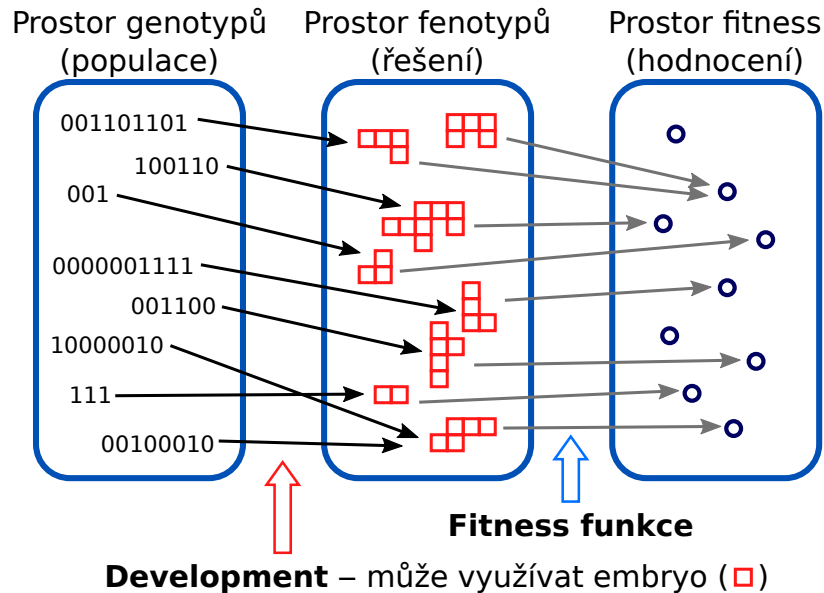 Prostor genotypů
(populace)
Prostor fenotypů
(řešení)
Prostor fitness
(hodnocení)
001101101
100110
001
0000001111
001100
10000010
111
00100010
Fitness funkce
Development – může využívat embryo ( )